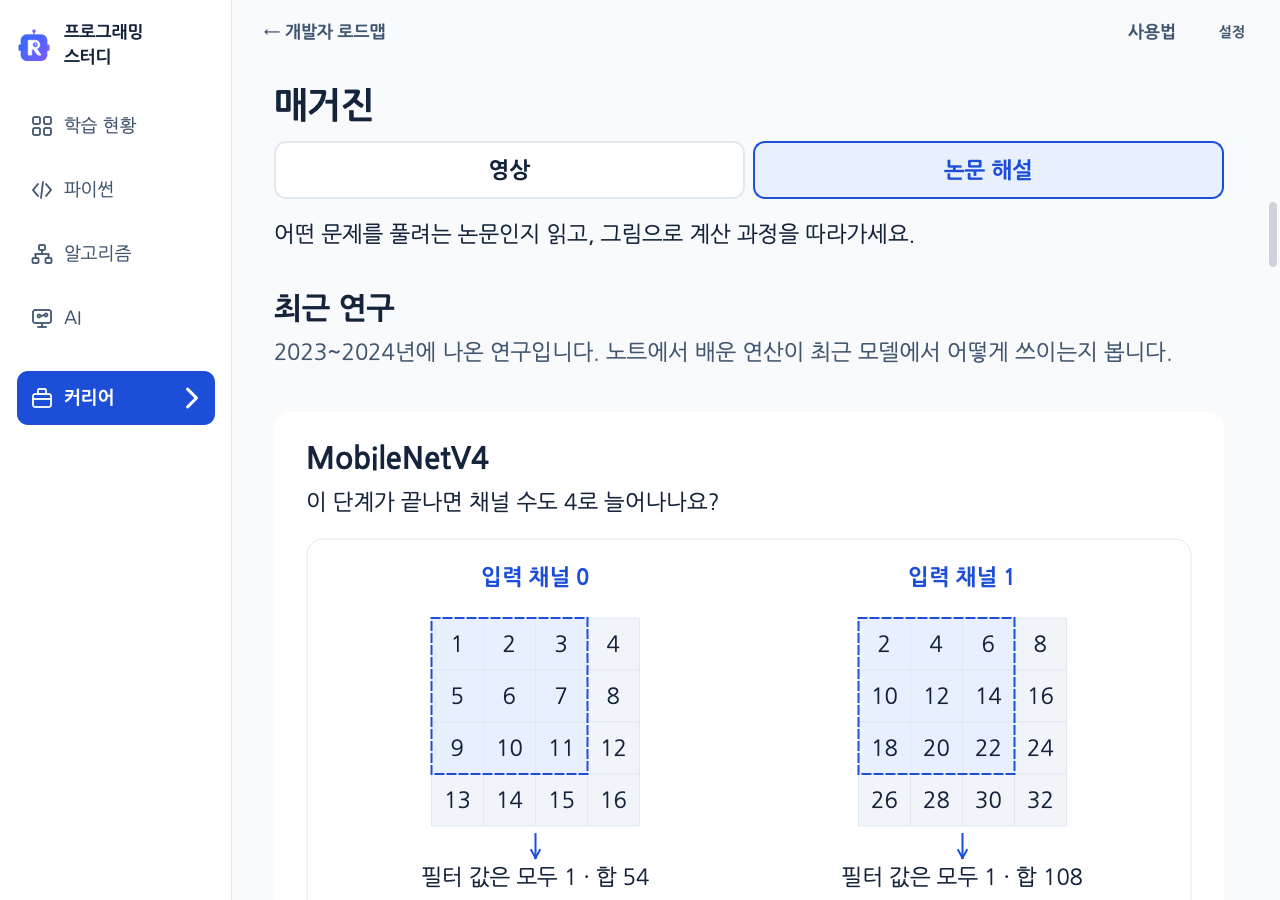 프로그래밍
스터디
학습 현황
파이썬
알고리즘
AI
커리어
← 개발자 로드맵
사용법
설정
매거진
영상
논문 해설
어떤 문제를 풀려는 논문인지 읽고, 그림으로 계산 과정을 따라가세요.
최근 연구
2023~2024년에 나온 연구입니다. 노트에서 배운 연산이 최근 모델에서 어떻게 쓰이는지 봅니다.
MobileNetV4
이 단계가 끝나면 채널 수도 4로 늘어나나요?
입력 채널 0
1 2 3 4
5 6 7 8
9 10 11 12
13 14 15 16
필터 값은 모두 1 · 합 54
입력 채널 1
2 4 6 8
10 12 14 16
18 20 22 24
26 28 30 32
필터 값은 모두 1 · 합 108